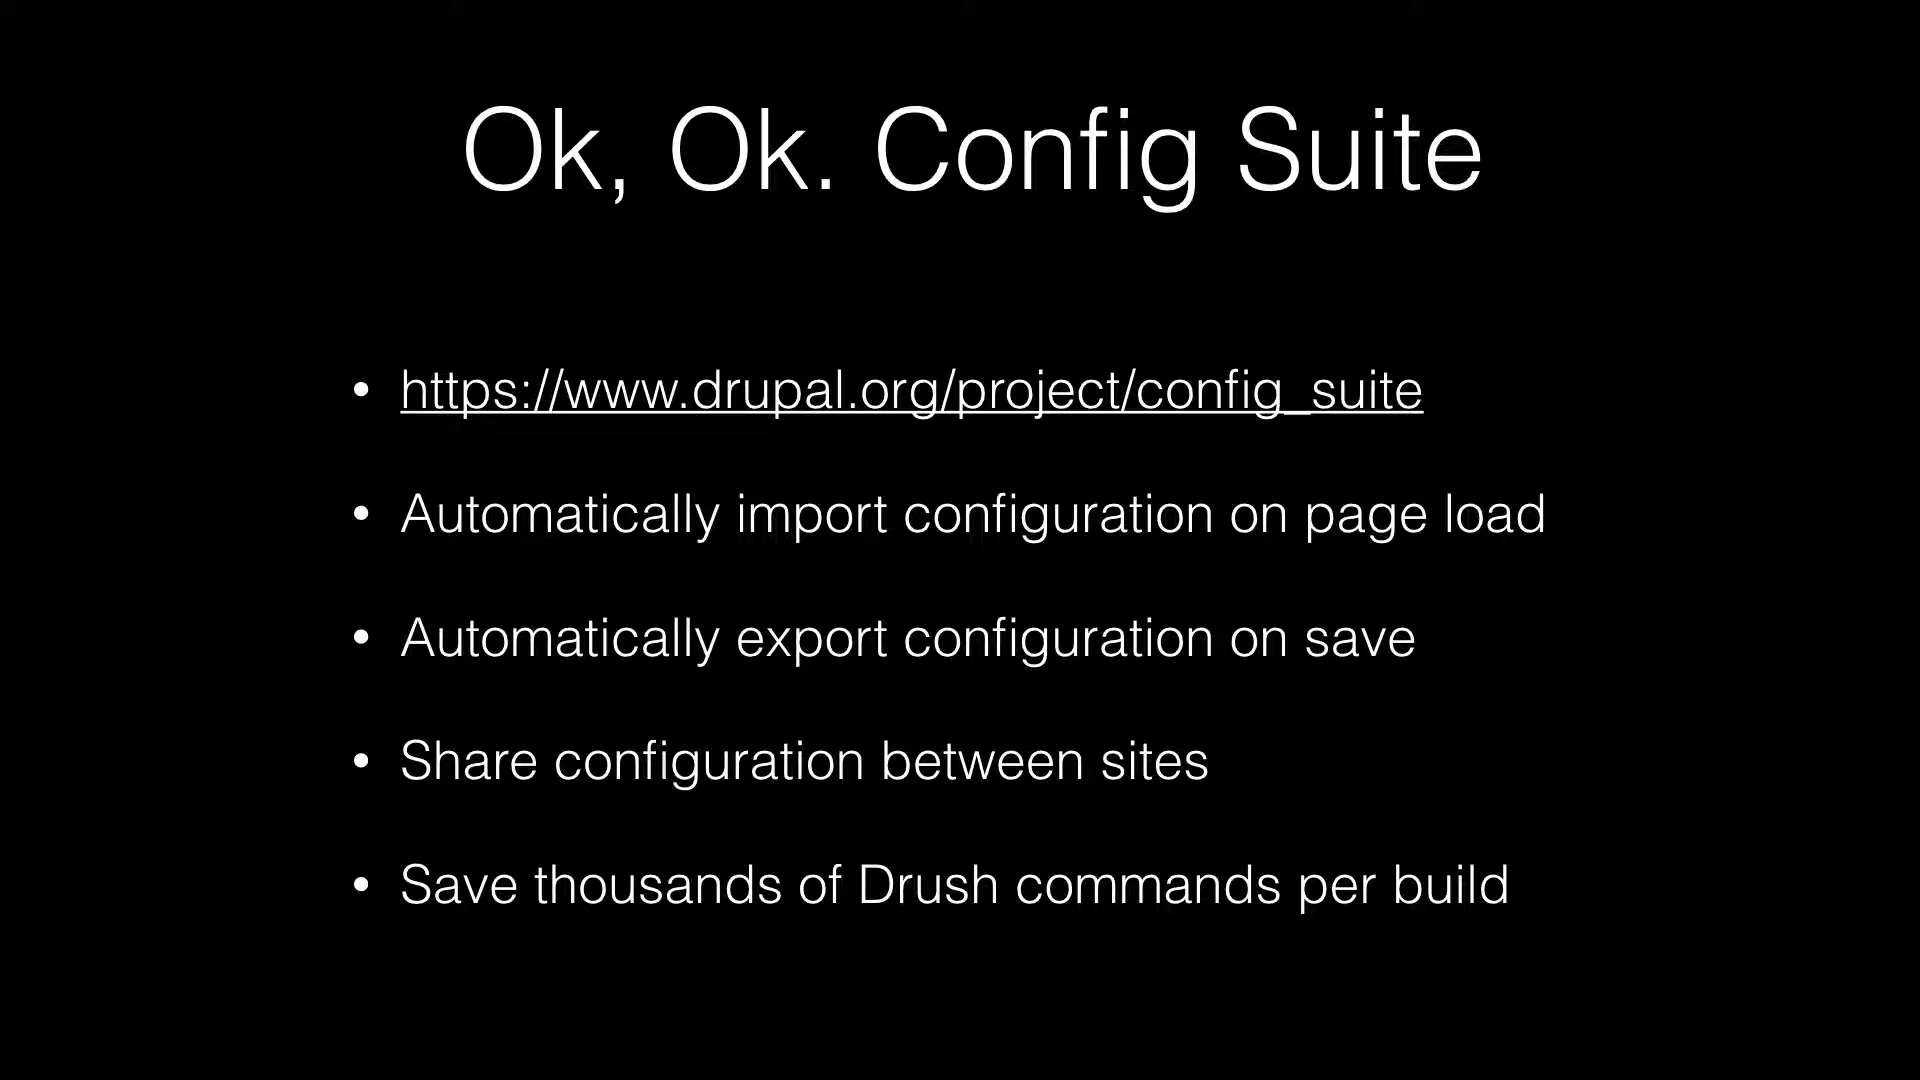 Ok, Ok. Config Suite
• https://www.drupal.org/project/config_suite
• Automatically import configuration on page load
• Automatically export configuration on save
• Share configuration between sites
• Save thousands of Drush commands per build